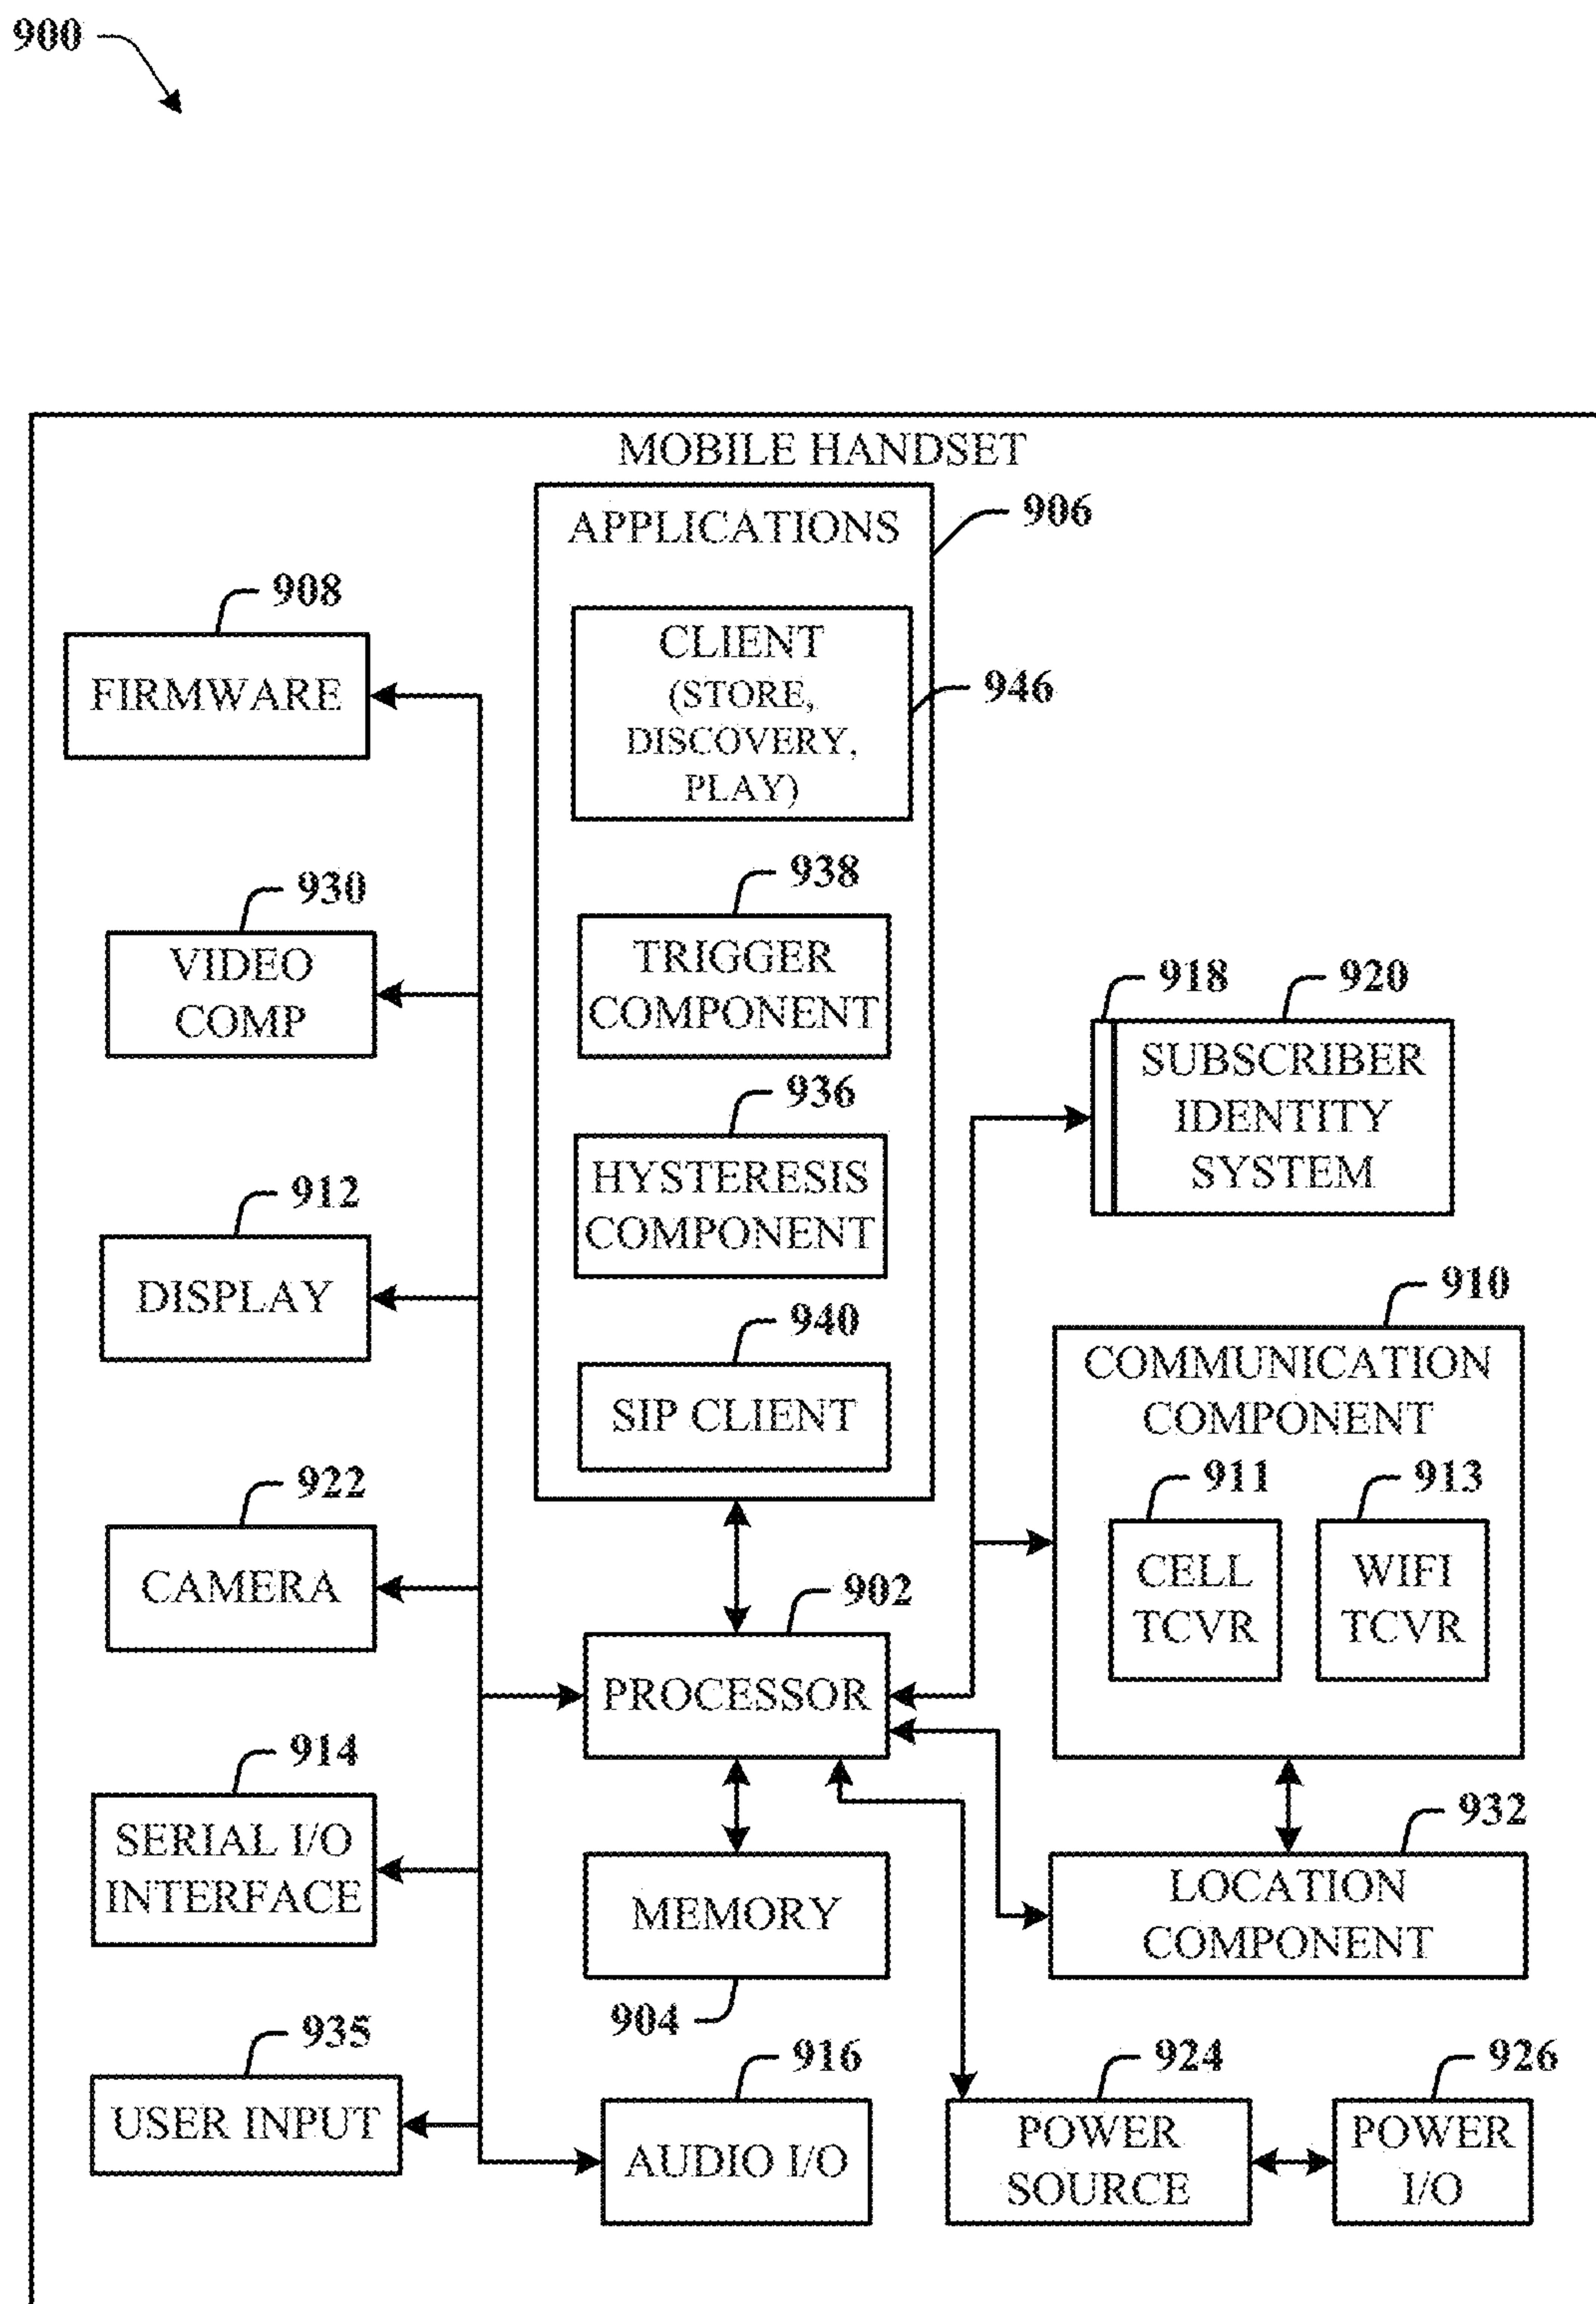 900
MOBILE HANDSET
APPLICATIONS
906
908
FIRMWARE
CLIENT
(STORE,
DISCOVERY,
PLAY)
946
930
VIDEO
COMP
938
TRIGGER
COMPONENT
918
920
SUBSCRIBER
IDENTITY
SYSTEM
936
HYSTERESIS
COMPONENT
912
DISPLAY
940
SIP CLIENT
910
COMMUNICATION
COMPONENT
911
CELL
TCVR
913
WIFI
TCVR
922
CAMERA
902
PROCESSOR
914
SERIAL I/O
INTERFACE
MEMORY
904
932
LOCATION
COMPONENT
935
USER INPUT
916
AUDIO I/O
924
POWER
SOURCE
926
POWER
I/O